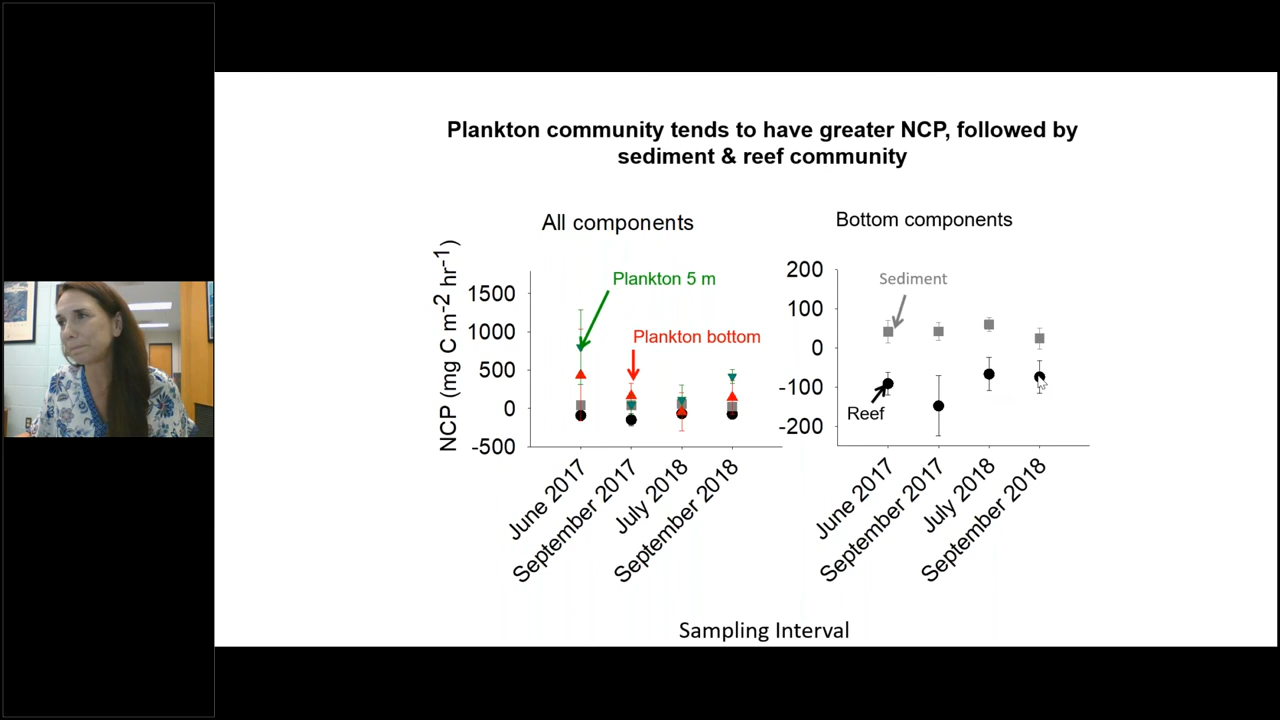 Plankton community tends to have greater NCP, followed by
sediment & reef community
All components
NCP (mg C m-2 hr-1)
1500
1000
500
0
-500
Plankton 5 m
Plankton bottom
June 2017
September 2017
July 2018
September 2018
Bottom components
200
100
0
-100
-200
Sediment
Reef
June 2017
September 2017
July 2018
September 2018
Sampling Interval